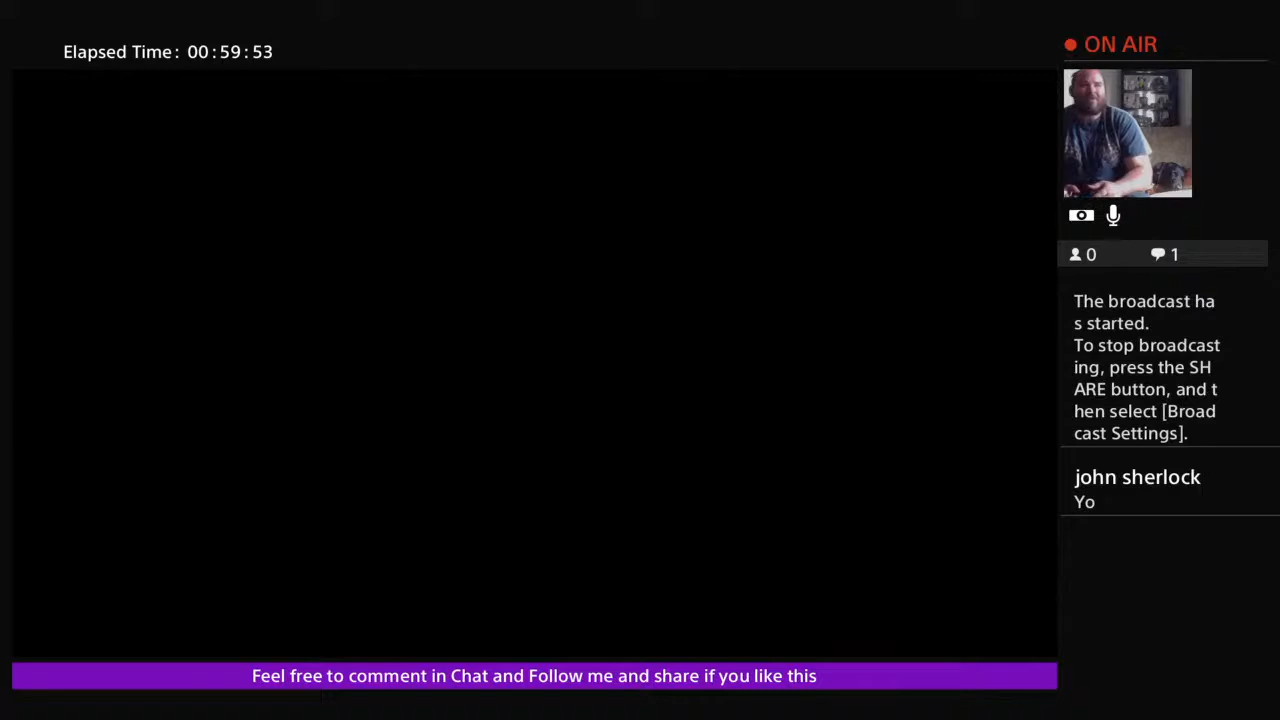 Elapsed Time: 00:59:53
ON AIR
0
1
The broadcast ha
s started.
To stop broadcast
ing, press the SH
ARE button, and t
hen select [Broad
cast Settings].
john sherlock
Yo
Feel free to comment in Chat and Follow me and share if you like this